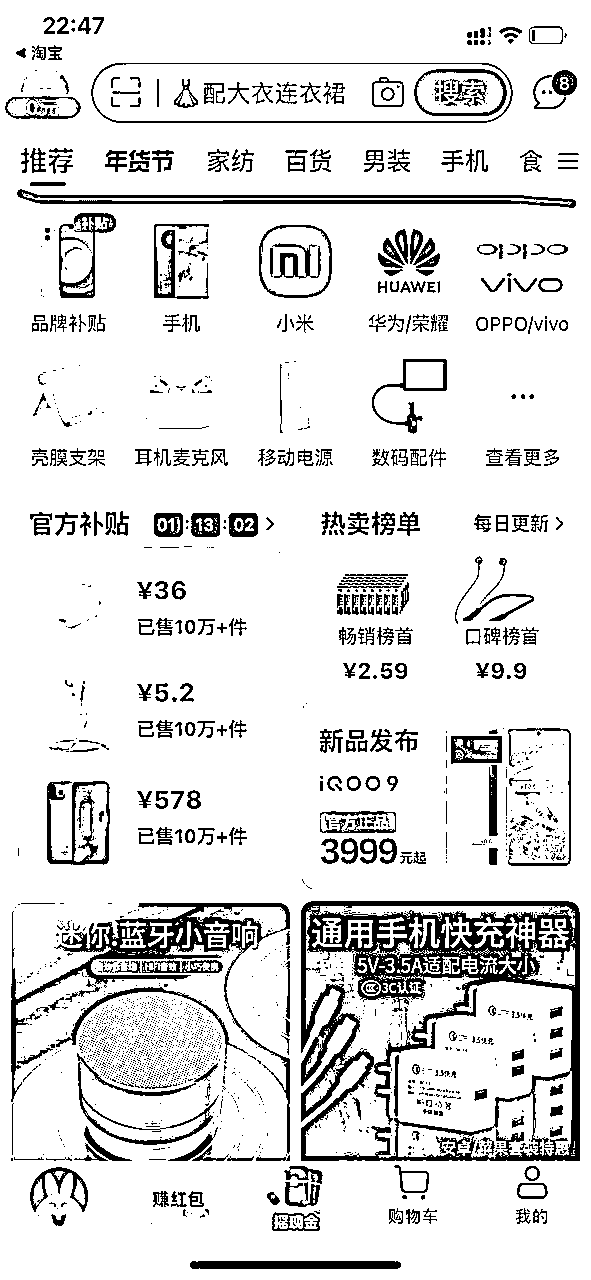 22:47
淘宝
配大衣连衣裙 搜索 8
推荐 年货节 家纺 百货 男装 手机 食
HUAWEI
oppo
vivo
品牌补贴 手机 小米 华为/荣耀 OPPO/vivo
壳膜支架 耳机麦克风 移动电源 数码配件 查看更多
官方补贴 01:13:02 热卖榜单 每日更新
¥36
已售10万+件
畅销榜首 口碑榜首
¥2.59 ¥9.9
¥5.2
已售10万+件
新品发布
iQOO9
官方正品
3999元起
¥578
已售10万+件
迷你.蓝牙小音响
通用手机快充神器
5V-3.5A适配电流大小
3C认证
安卓/苹果套装特惠!
赚红包 摇现金 购物车 我的